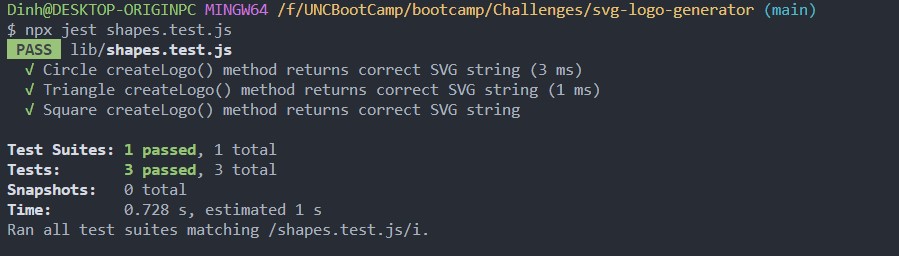 Dinh@DESKTOP-ORIGINPC MINGW64 /f/UNCBootCamp/bootcamp/Challenges/svg-logo-generator (main)
$ npx jest shapes.test.js
PASS lib/shapes.test.js
√ Circle createLogo() method returns correct SVG string (3 ms)
√ Triangle createLogo() method returns correct SVG string (1 ms)
√ Square createLogo() method returns correct SVG string
Test Suites: 1 passed, 1 total
Tests: 3 passed, 3 total
Snapshots: 0 total
Time: 0.728 s, estimated 1 s
Ran all test suites matching /shapes.test.js/i.